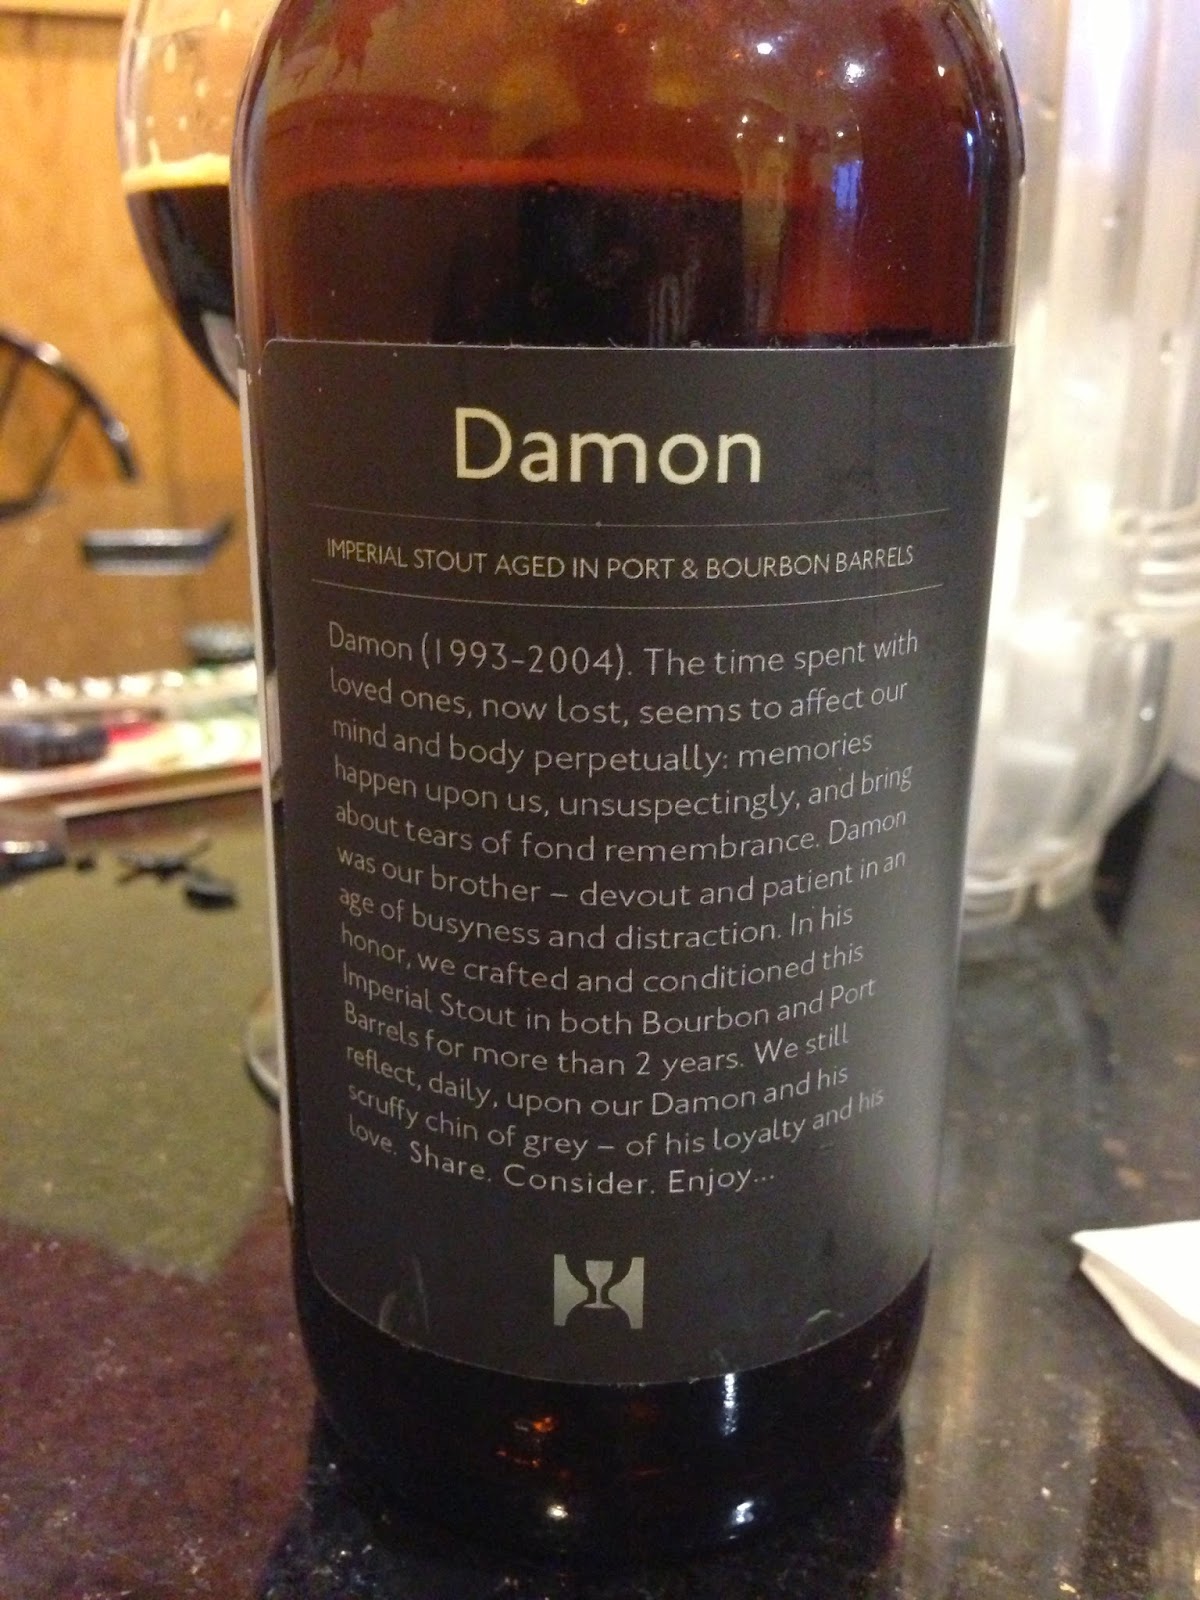 Damon
IMPERIAL STOUT AGED IN PORT & BOURBON BARRELS
Damon (1993-2004). The time spent with
loved ones, now lost, seems to affect our
mind and body perpetually: memories
happen upon us, unsuspectingly, and bring
about tears of fond remembrance. Damon
was our brother – devout and patient in an
age of busyness and distraction. In his
honor, we crafted and conditioned this
Imperial Stout in both Bourbon and Port
Barrels for more than 2 years. We still
reflect, daily, upon our Damon and his
scruffy chin of grey – of his loyalty and his
love. Share. Consider. Enjoy...